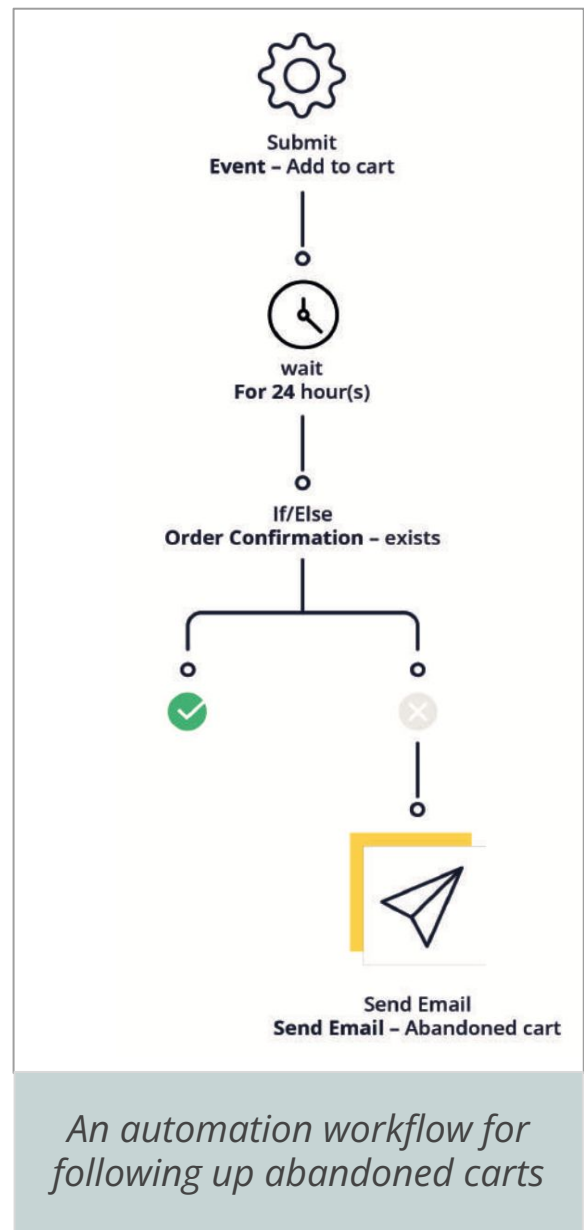 Submit
Event – Add to cart
wait
For 24 hour(s)
If/Else
Order Confirmation – exists
Send Email
Send Email – Abandoned cart
An automation workflow for
following up abandoned carts